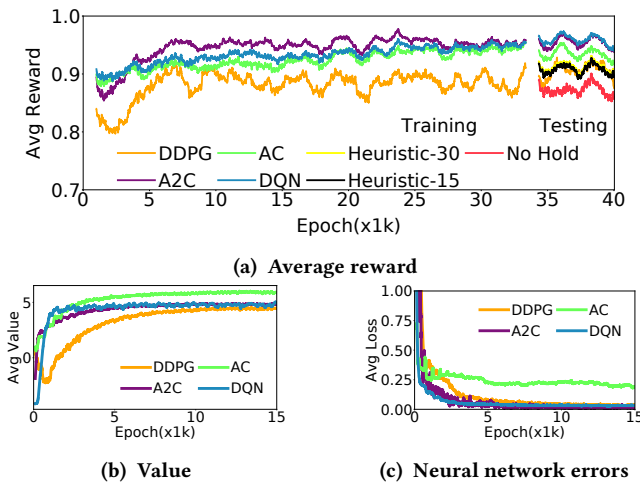 1.0
0.9
0.8
0.7
Avg Reward
Training Testing
DDPG AC Heuristic-30 No Hold
A2C DQN Heuristic-15
0 5 10 15 20 25 30 35 40
Epoch(x1k)
(a) Average reward
5
0
Avg Value
DDPG AC
A2C DQN
0 5 10 15
Epoch(x1k)
(b) Value
1.00
0.75
0.50
0.25
0.00
Avg Loss
DDPG AC
A2C DQN
0 5 10 15
Epoch(x1k)
(c) Neural network errors